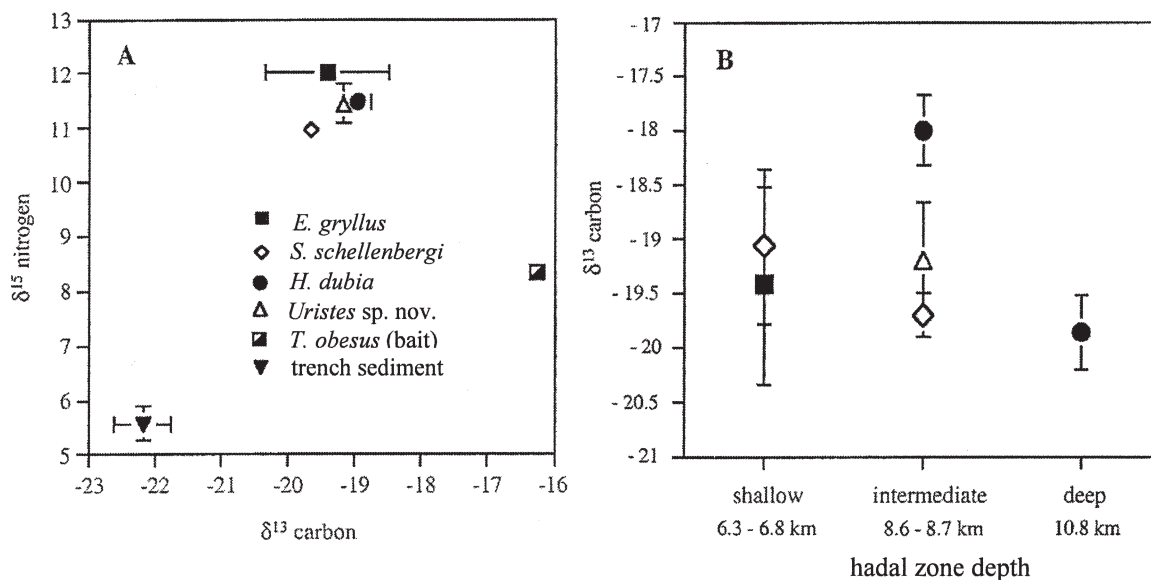 A
δ¹⁵ nitrogen
13
12
11
10
9
8
7
6
5
E. gryllus
S. schellenbergi
H. dubia
Uristes sp. nov.
T. obesus (bait)
trench sediment
-23 -22 -21 -20 -19 -18 -17 -16
δ¹³ carbon
B
δ¹³ carbon
-17
-18
-18.5
-19
-19.5
-20
-20.5
-21
shallow intermediate deep
6.3 - 6.8 km 8.6 - 8.7 km 10.8 km
hadal zone depth